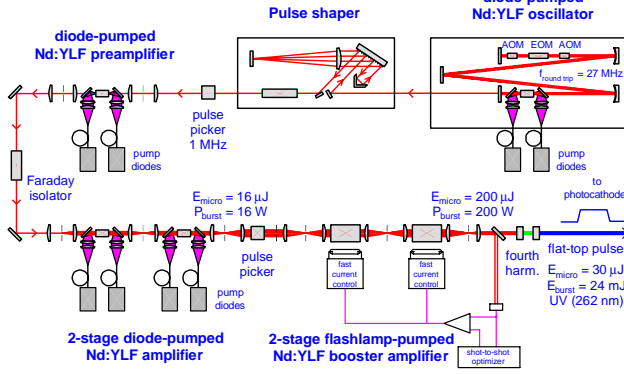 diode-pumped
Nd:YLF oscillator
Pulse shaper
diode-pumped
Nd:YLF preamplifier
AOM EOM AOM
f round trip = 27 MHz
pulse
picker
1 MHz
pump
diodes
pump
diodes
Faraday
isolator
E micro = 16 µJ
P burst = 16 W
E micro = 200 µJ
P burst = 200 W
to
photocathode
pulse
picker
fast
current
control
fast
current
control
fourth
harm.
flat-top pulse
E micro = 30 µJ
E burst = 24 mJ
UV (262 nm)
pump
diodes
2-stage diode-pumped
Nd:YLF amplifier
2-stage flashlamp-pumped
Nd:YLF booster amplifier
shot-to-shot
optimizer